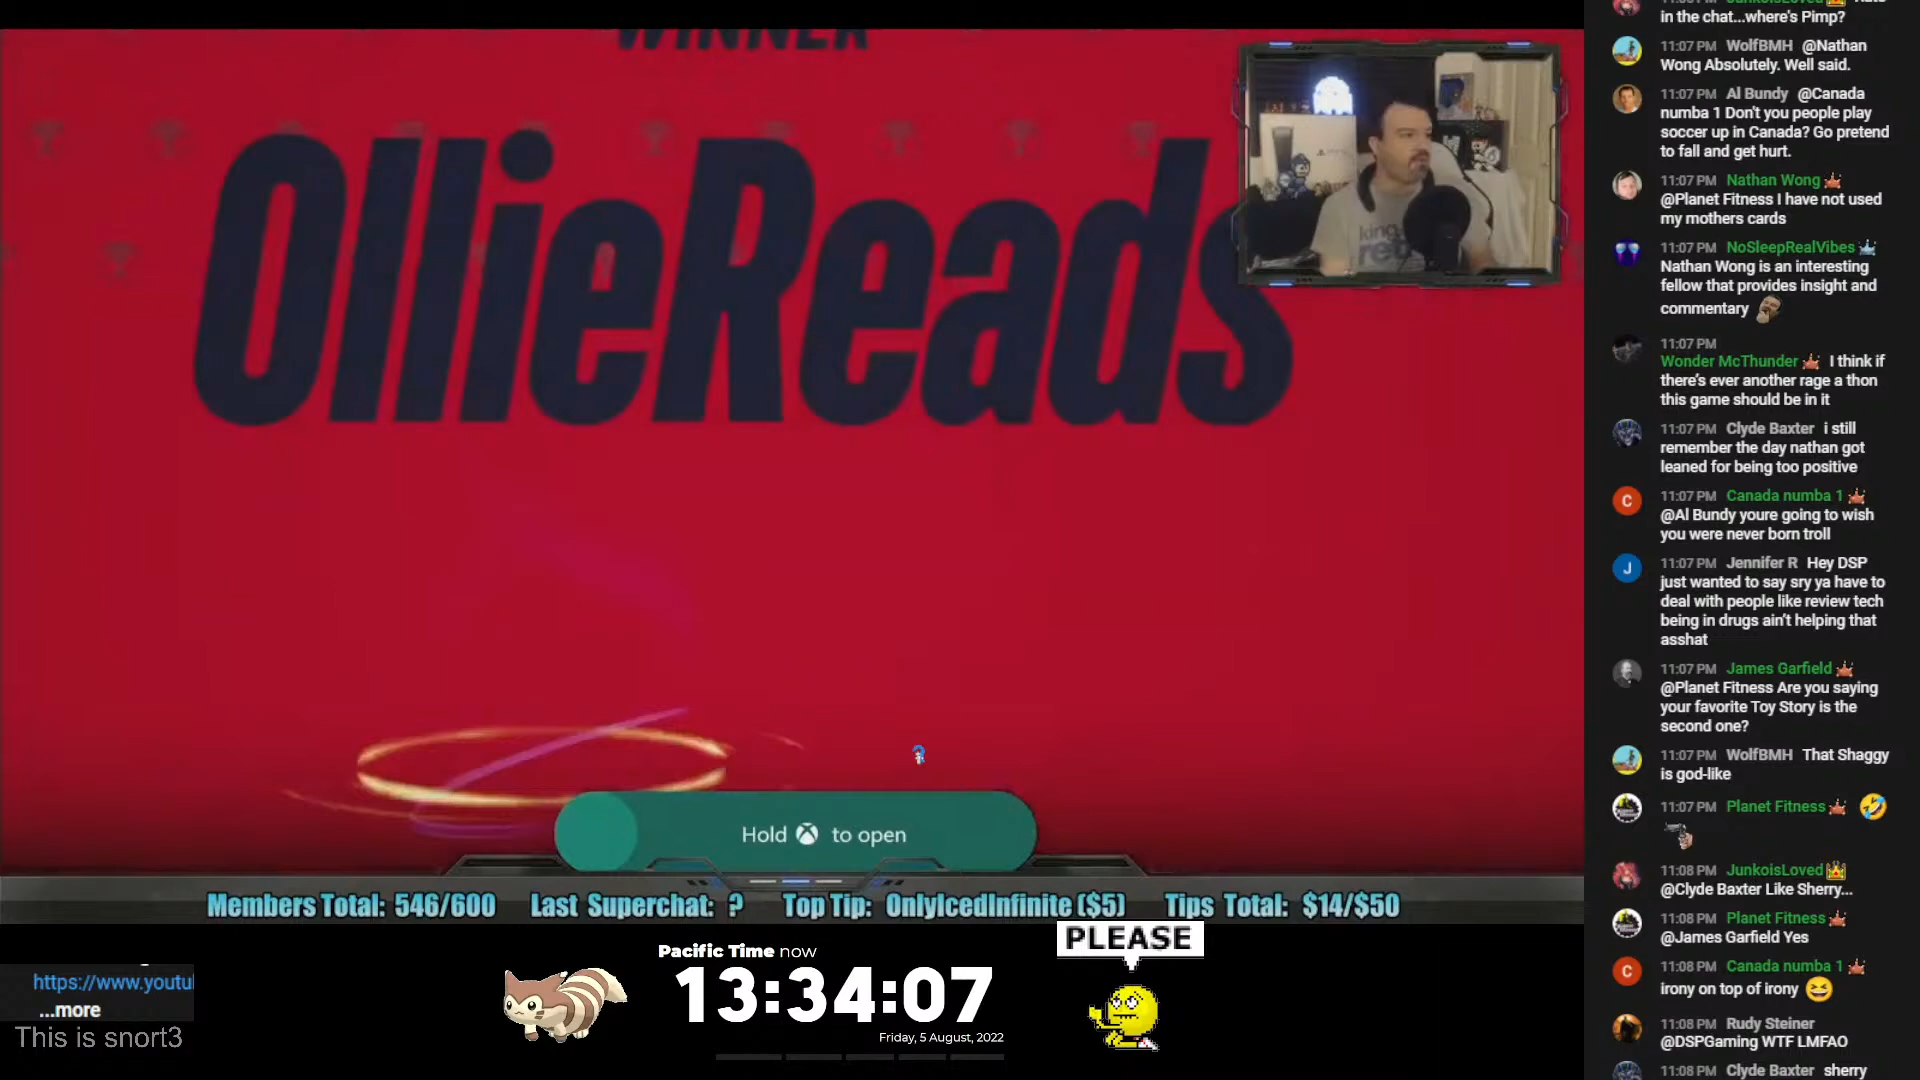 WINNER
OllieReads
king
rep
Hold to open
Members Total: 546/600 Last Superchat: ? Top Tip: OnlyIcedInfinite ($5) Tips Total: $14/$50
Pacific Time now
13:34:07
Friday, 5 August, 2022
PLEASE
https://www.youtu
...more
This is snort3
in the chat...where's Pimp?
11:07 PM WolfBMH @Nathan
Wong Absolutely. Well said.
11:07 PM Al Bundy @Canada
numba 1 Don't you people play
soccer up in Canada? Go pretend
to fall and get hurt.
11:07 PM Nathan Wong
@Planet Fitness I have not used
my mothers cards
11:07 PM NoSleepRealVibes
Nathan Wong is an interesting
fellow that provides insight and
commentary
11:07 PM
Wonder McThunder I think if
there's ever another rage a thon
this game should be in it
11:07 PM Clyde Baxter i still
remember the day nathan got
leaned for being too positive
C
11:07 PM Canada numba 1
@Al Bundy youre going to wish
you were never born troll
J
11:07 PM Jennifer R Hey DSP
just wanted to say sry ya have to
deal with people like review tech
being in drugs ain't helping that
asshat
11:07 PM James Garfield
@Planet Fitness Are you saying
your favorite Toy Story is the
second one?
11:07 PM WolfBMH That Shaggy
is god-like
11:07 PM Planet Fitness 🤣
11:08 PM JunkoisLoved
@Clyde Baxter Like Sherry...
11:08 PM Planet Fitness
@James Garfield Yes
C
11:08 PM Canada numba 1
irony on top of irony 😆
11:08 PM Rudy Steiner
@DSPGaming WTF LMFAO
11:08 PM Clyde Baxter sherry